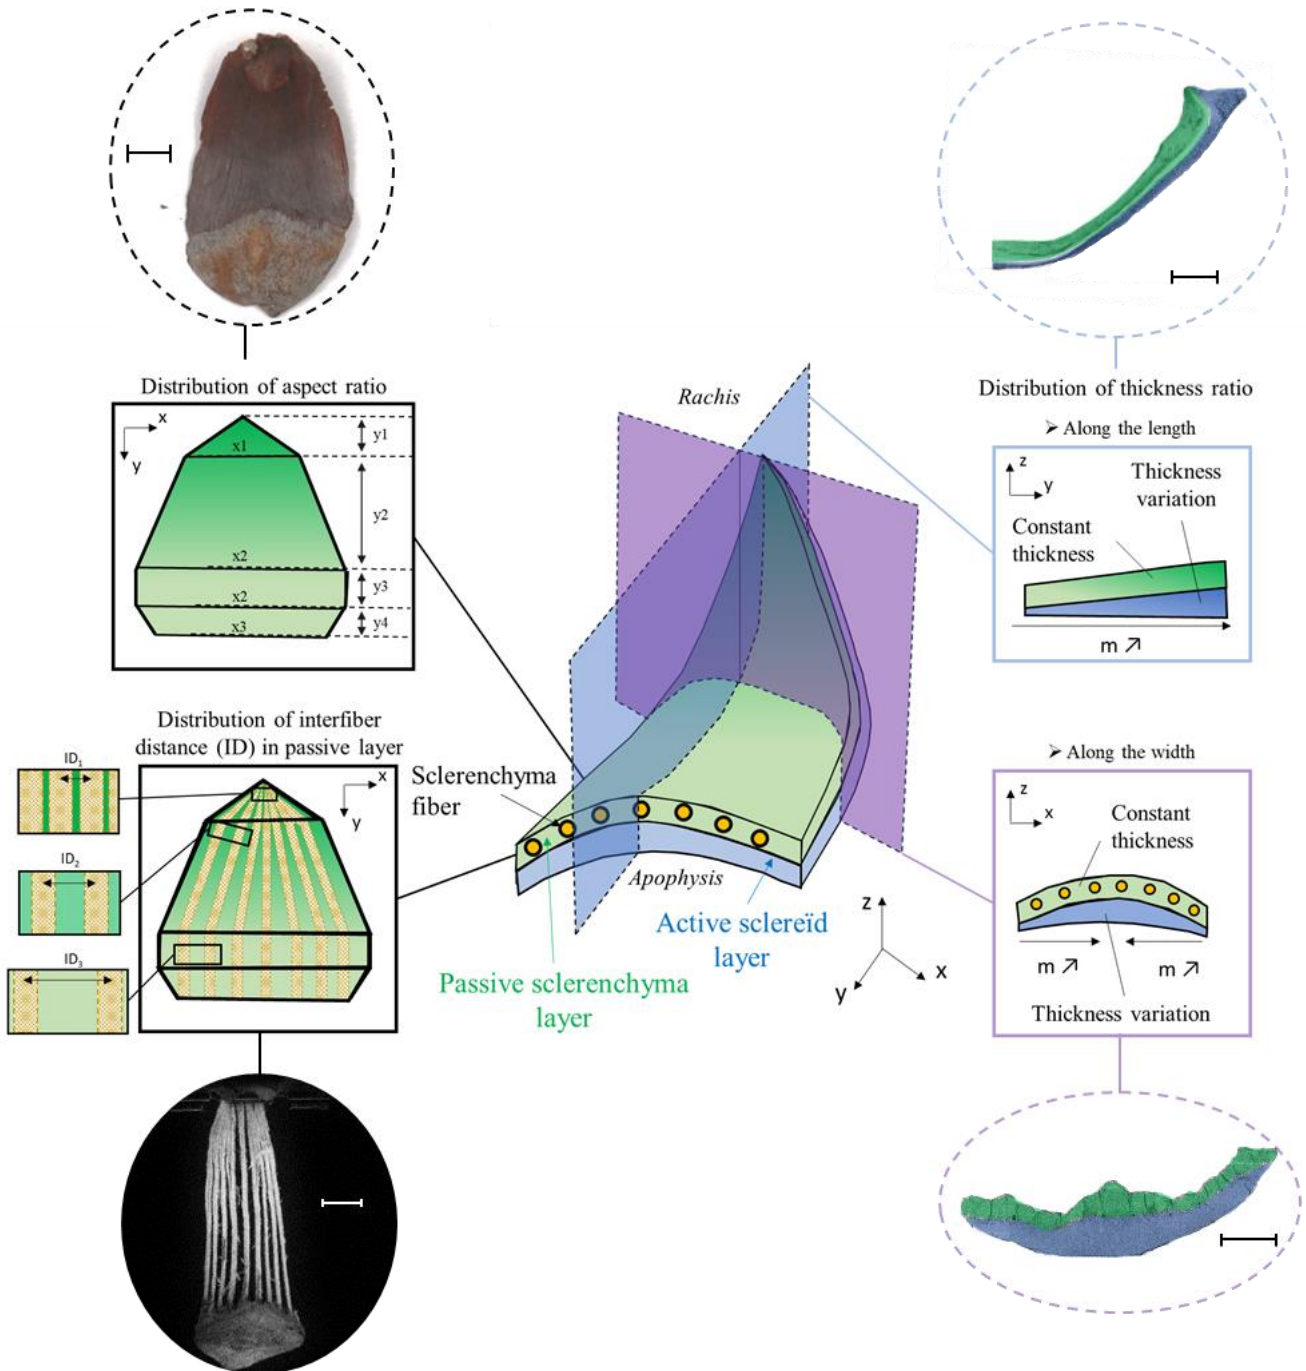 Distribution of aspect ratio
x
y
x1
x2
x2
x3
y1
y2
y3
y4
Distribution of interfiber
distance (ID) in passive layer
ID1
ID2
ID3
x
y
Rachis
Sclerenchyma
fiber
Apophysis
Active sclereïd
layer
Passive sclerenchyma
layer
z
x
y
Distribution of thickness ratio
➢ Along the length
z
y
Thickness
variation
Constant
thickness
m ↗
➢ Along the width
z
x
Constant
thickness
m ↗
m ↗
Thickness variation